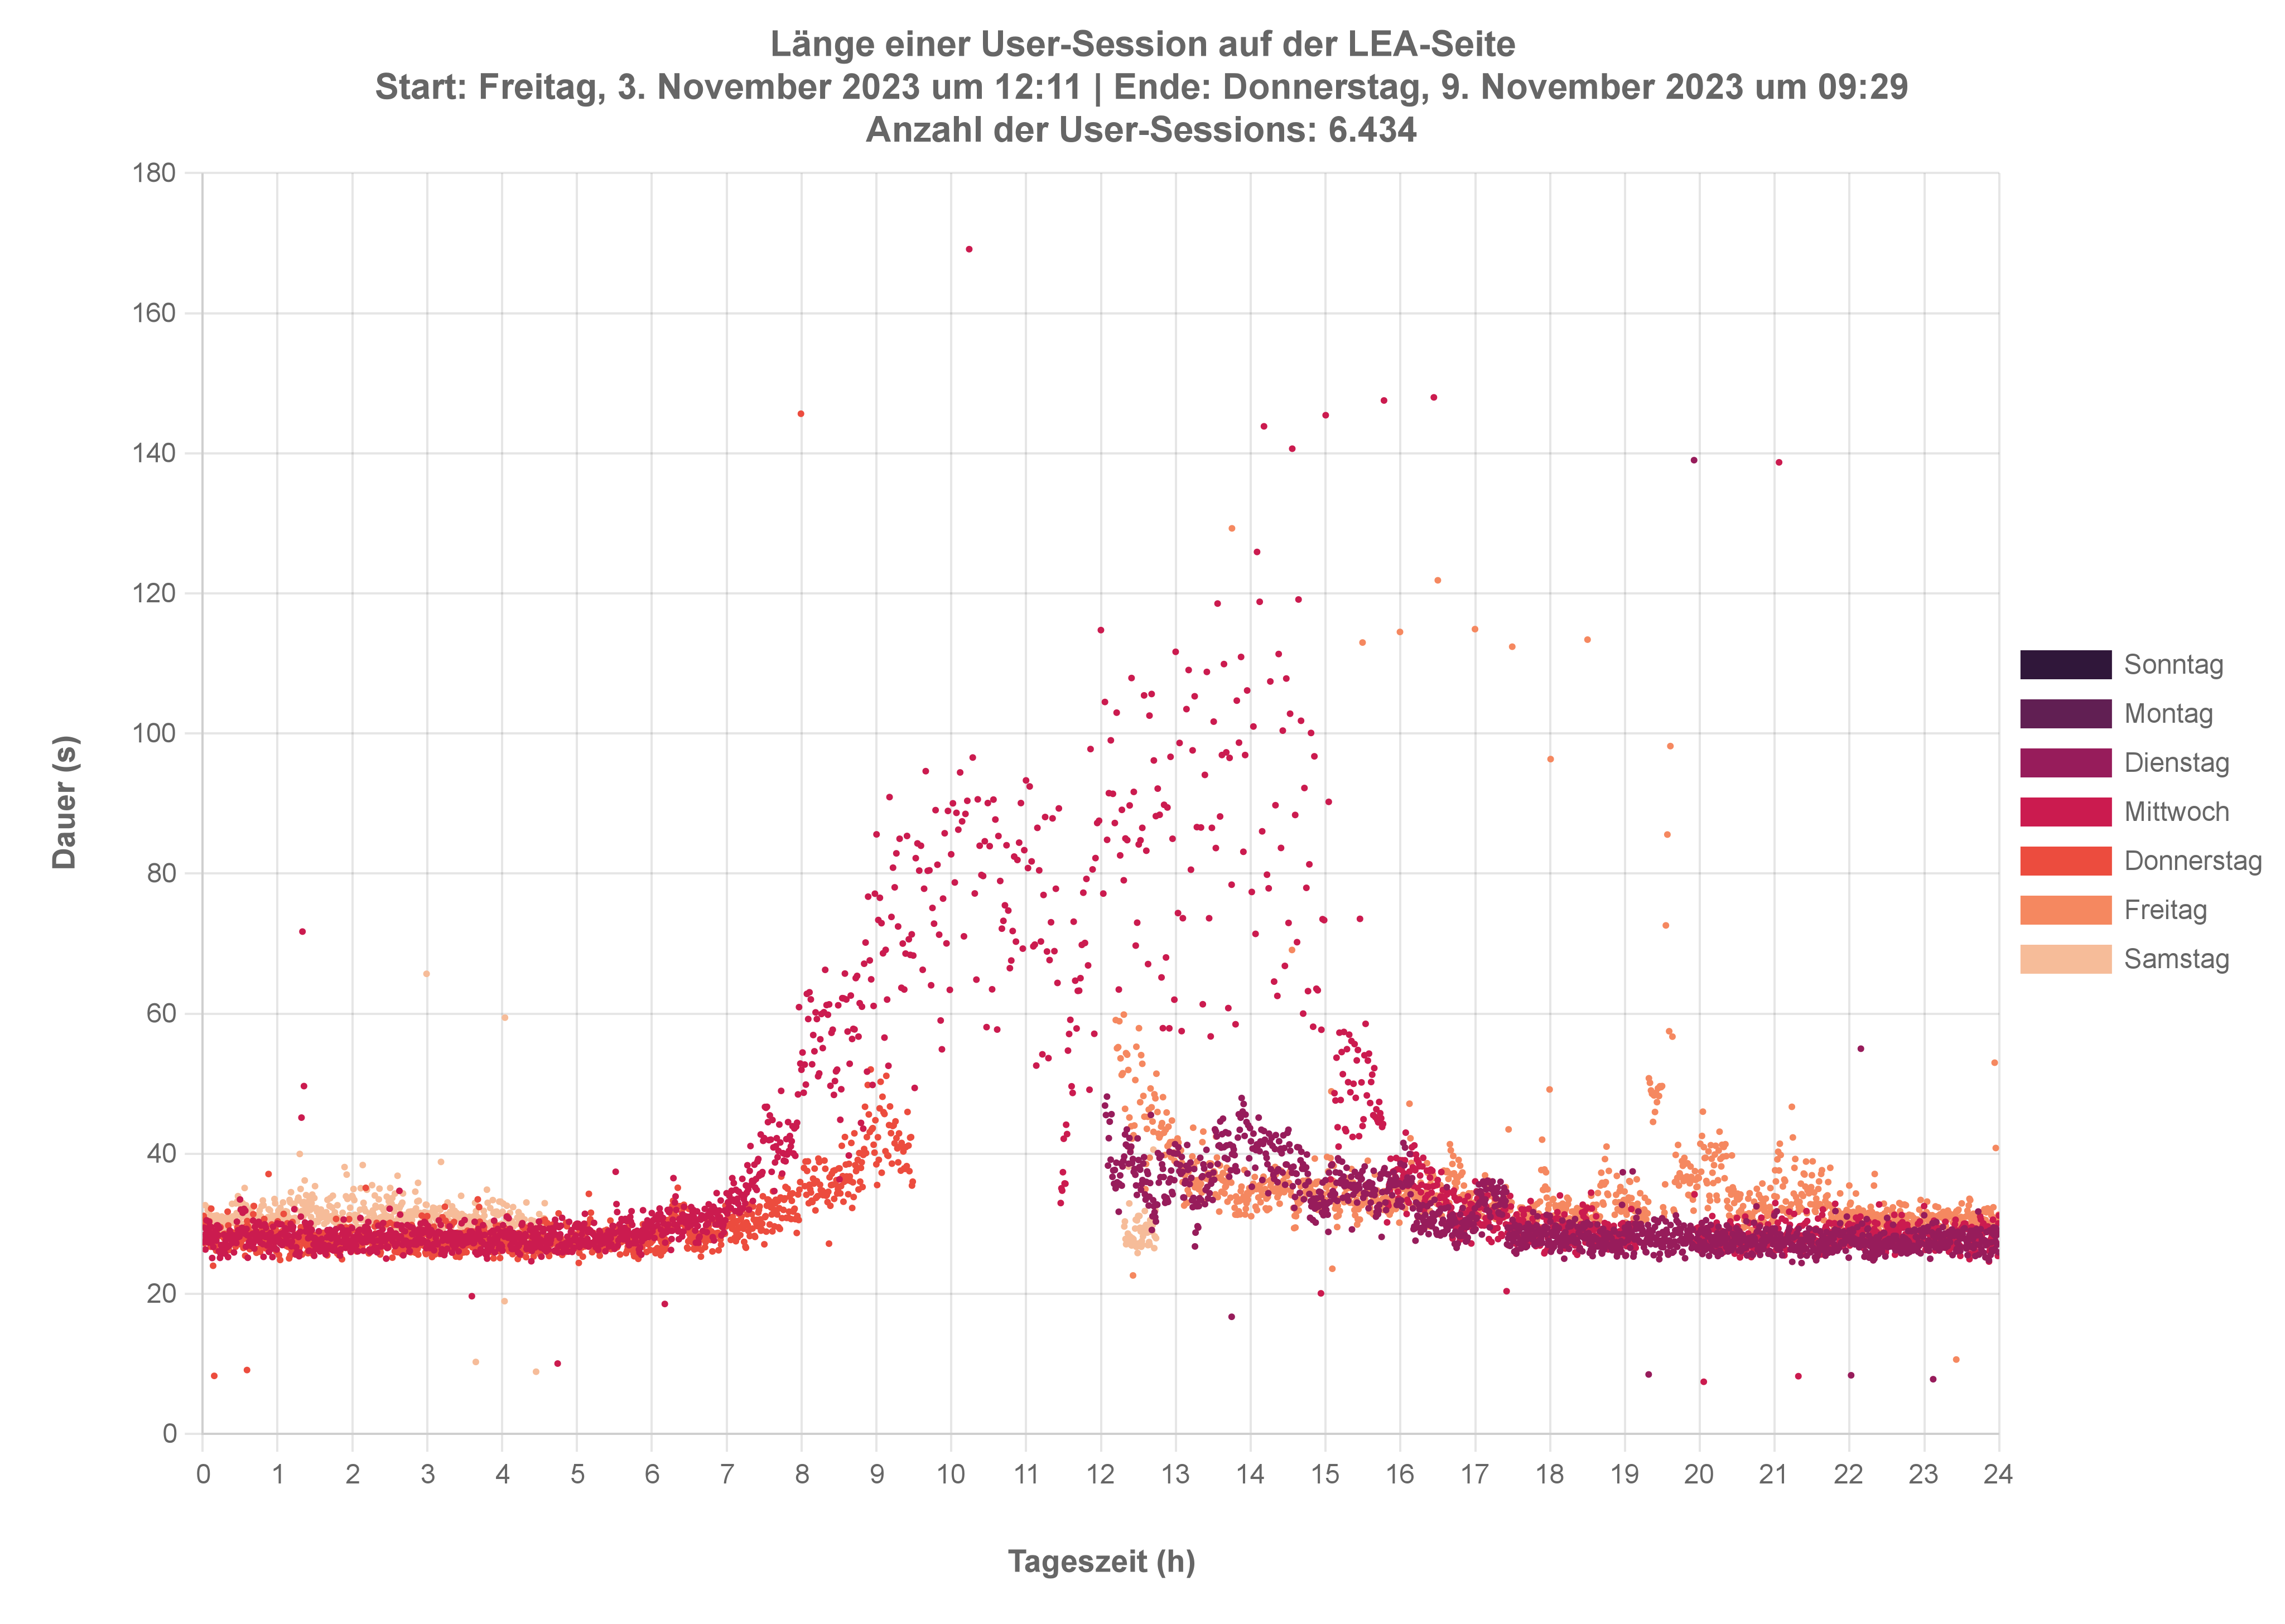 Länge einer User-Session auf der LEA-Seite
Start: Freitag, 3. November 2023 um 12:11 | Ende: Donnerstag, 9. November 2023 um 09:29
Anzahl der User-Sessions: 6.434
180
160
140
120
100
80
60
40
20
0
Dauer (s)
0 1 2 3 4 5 6 7 8 9 10 11 12 13 14 15 16 17 18 19 20 21 22 23 24
Tageszeit (h)
Sonntag
Montag
Dienstag
Mittwoch
Donnerstag
Freitag
Samstag